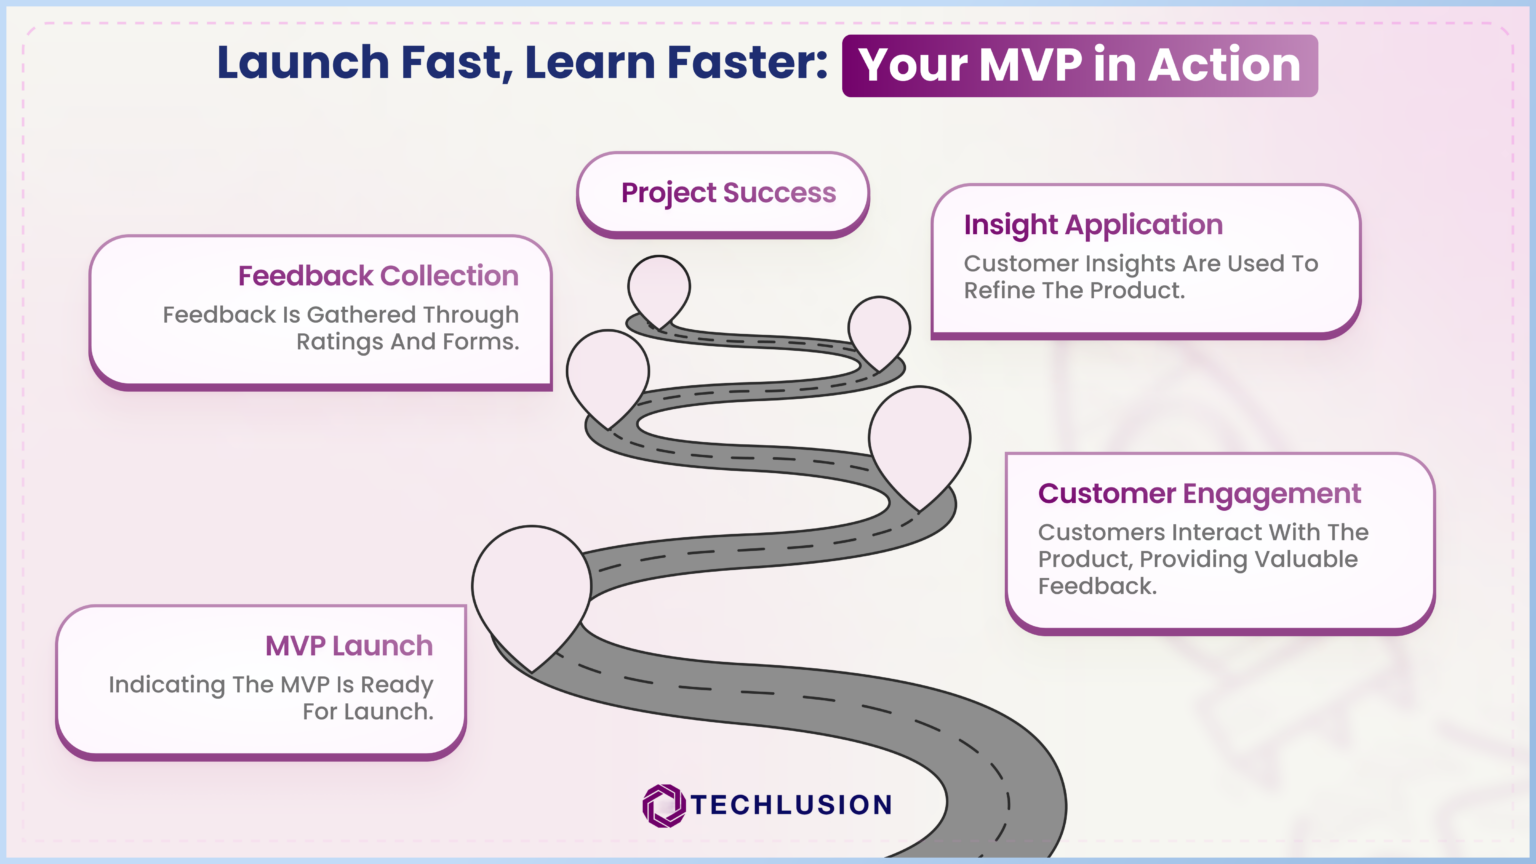 Launch Fast, Learn Faster: Your MVP in Action
Project Success
Insight Application
Customer Insights Are Used To
Refine The Product.
Feedback Collection
Feedback Is Gathered Through
Ratings And Forms.
Customer Engagement
Customers Interact With The
Product, Providing Valuable
Feedback.
MVP Launch
Indicating The MVP Is Ready
For Launch.
TECHLUSION